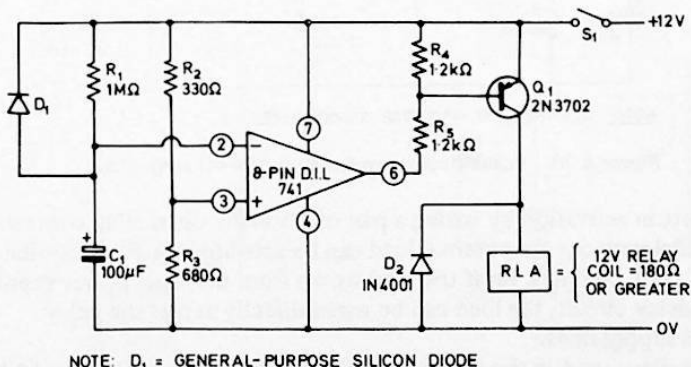 +12V
S1
R1
1MΩ
R2
330Ω
R4
1·2kΩ
Q1
2N3702
D1
2
7
8-PIN D.I.L
741
6
R5
1·2kΩ
3
4
C1
100µF
R3
680Ω
D2
IN4001
RLA = { 12V RELAY
COIL = 180Ω
OR GREATER
0V
NOTE: D1 = GENERAL-PURPOSE SILICON DIODE